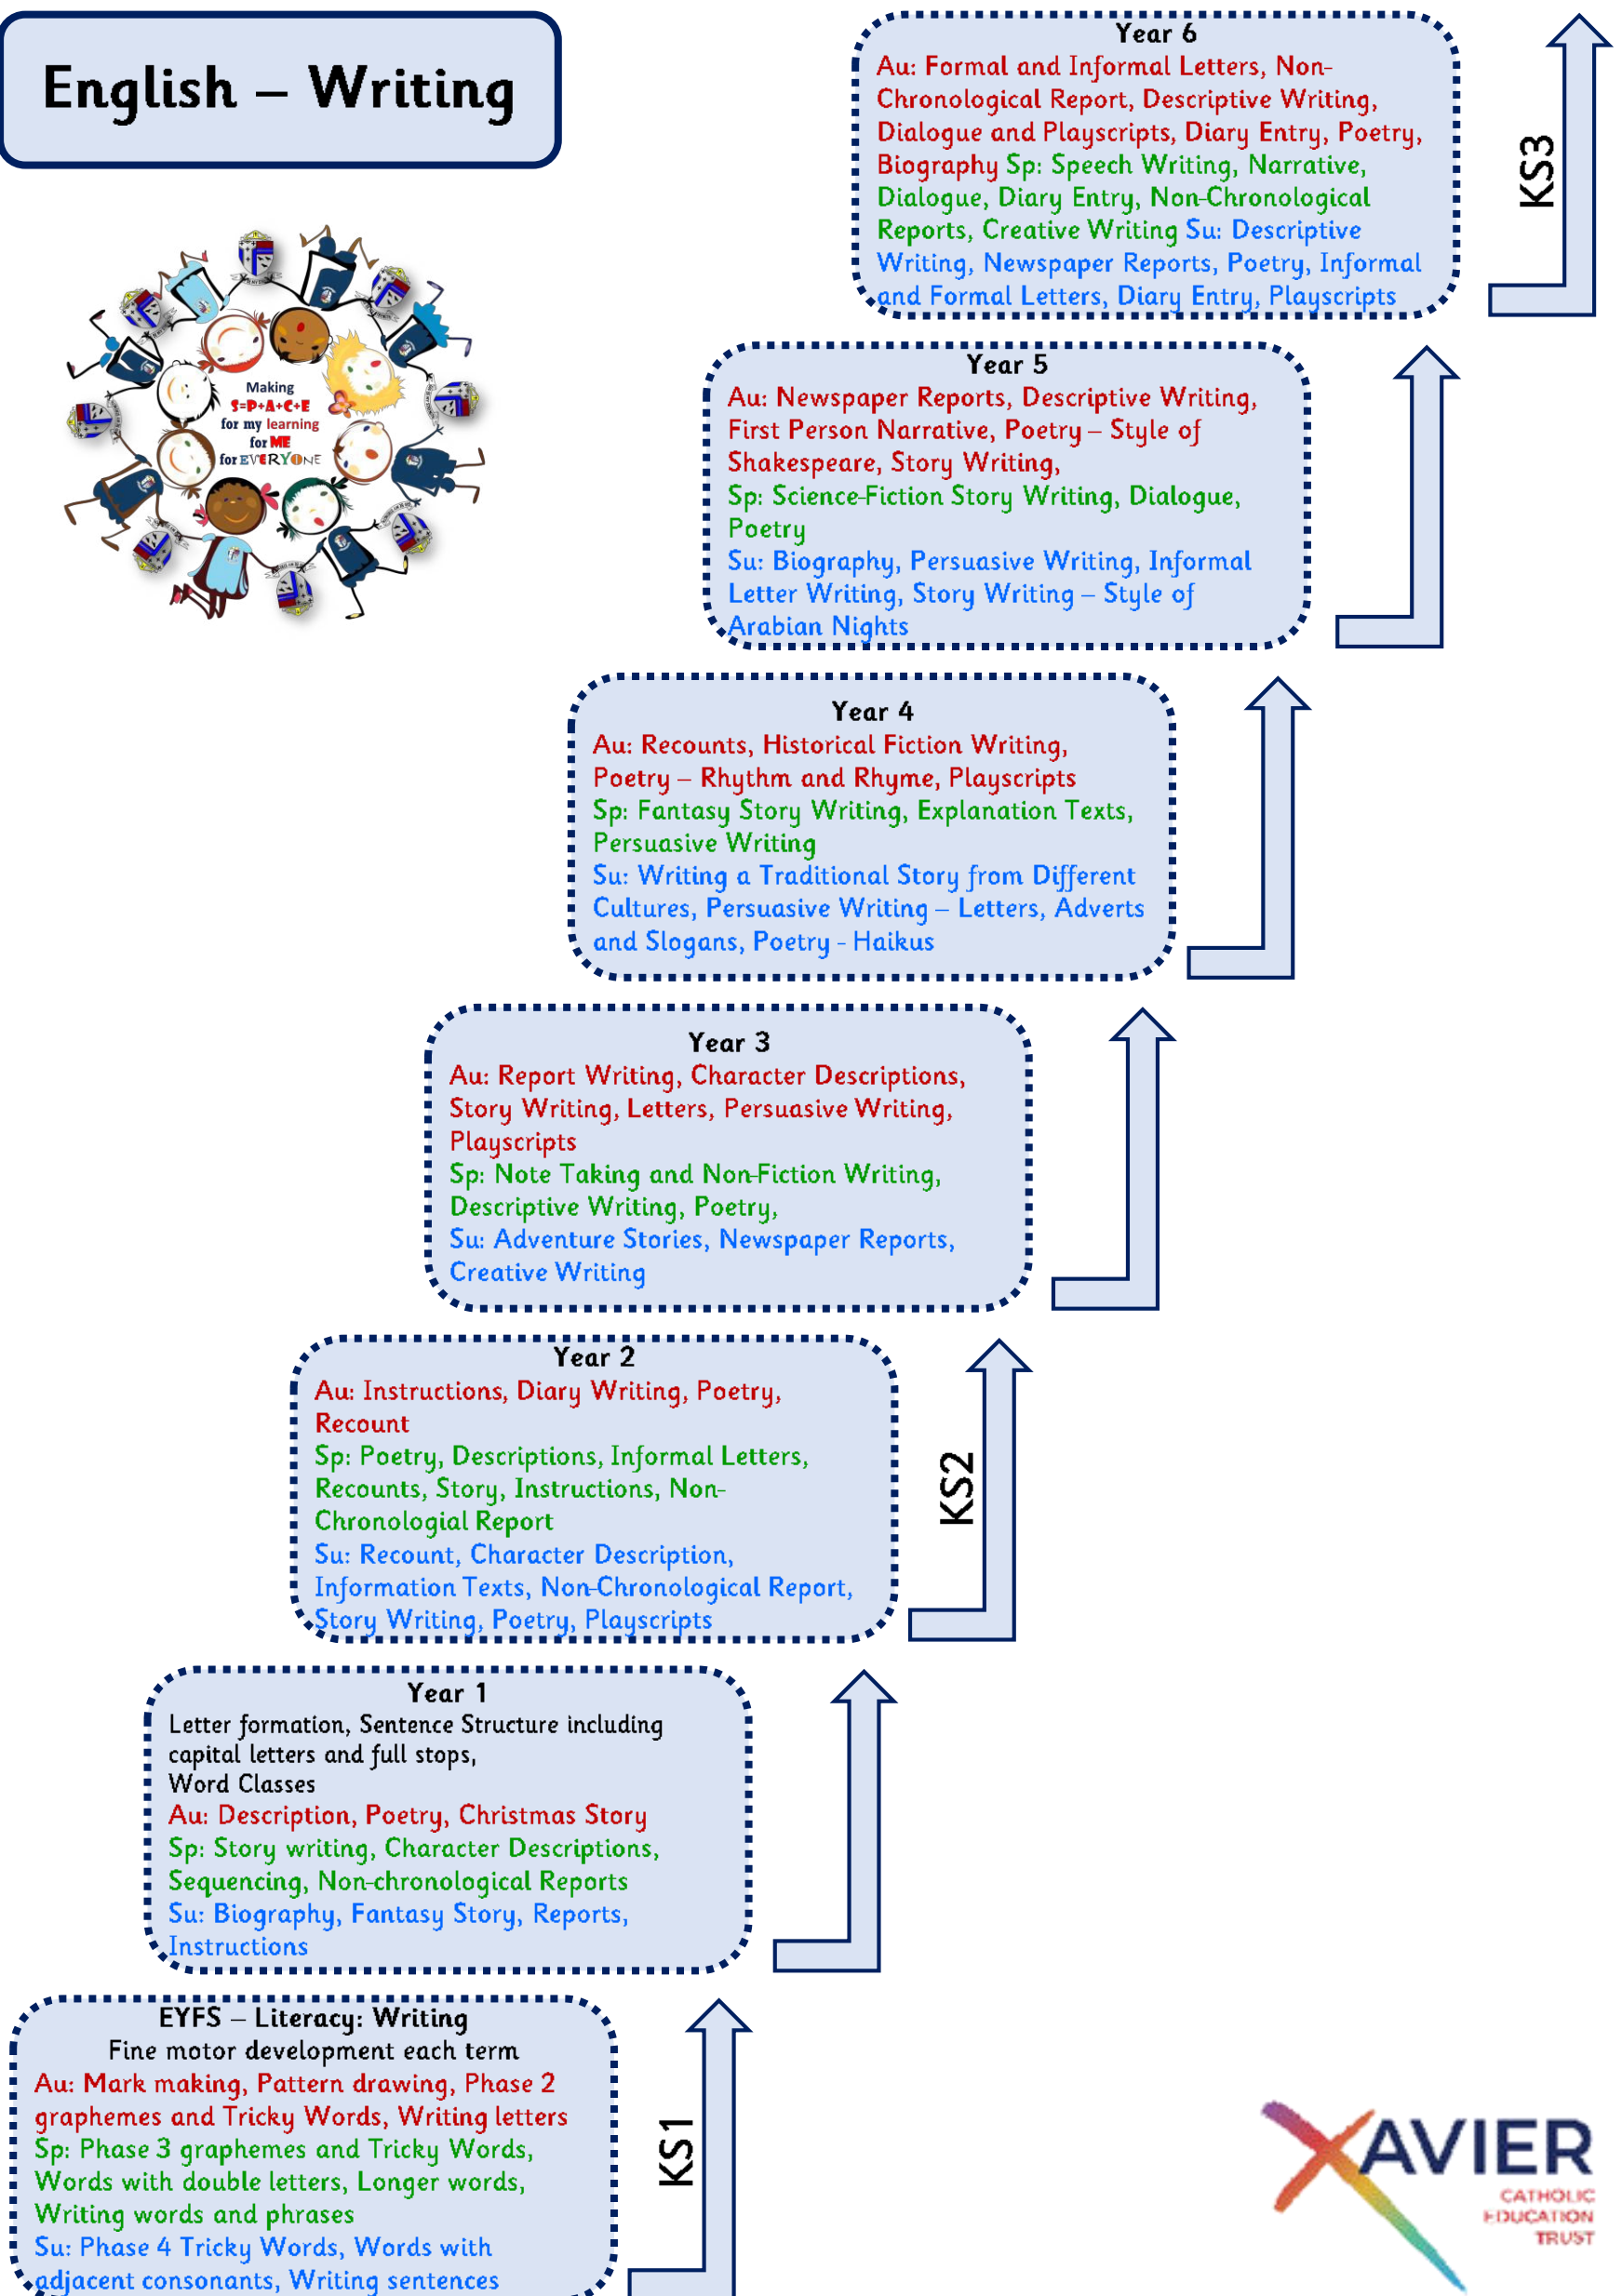 English – Writing
Making
S=P+A+C+E
for my learning
for ME
for EVERYONE
Year 6
Au: Formal and Informal Letters, Non-
Chronological Report, Descriptive Writing,
Dialogue and Playscripts, Diary Entry, Poetry,
Biography Sp: Speech Writing, Narrative,
Dialogue, Diary Entry, Non-Chronological
Reports, Creative Writing Su: Descriptive
Writing, Newspaper Reports, Poetry, Informal
and Formal Letters, Diary Entry, Playscripts
KS3
Year 5
Au: Newspaper Reports, Descriptive Writing,
First Person Narrative, Poetry – Style of
Shakespeare, Story Writing,
Sp: Science-Fiction Story Writing, Dialogue,
Poetry
Su: Biography, Persuasive Writing, Informal
Letter Writing, Story Writing – Style of
Arabian Nights
Year 4
Au: Recounts, Historical Fiction Writing,
Poetry – Rhythm and Rhyme, Playscripts
Sp: Fantasy Story Writing, Explanation Texts,
Persuasive Writing
Su: Writing a Traditional Story from Different
Cultures, Persuasive Writing – Letters, Adverts
and Slogans, Poetry - Haikus
Year 3
Au: Report Writing, Character Descriptions,
Story Writing, Letters, Persuasive Writing,
Playscripts
Sp: Note Taking and Non-Fiction Writing,
Descriptive Writing, Poetry,
Su: Adventure Stories, Newspaper Reports,
Creative Writing
Year 2
Au: Instructions, Diary Writing, Poetry,
Recount
Sp: Poetry, Descriptions, Informal Letters,
Recounts, Story, Instructions, Non-
Chronologial Report
Su: Recount, Character Description,
Information Texts, Non-Chronological Report,
Story Writing, Poetry, Playscripts
KS2
Year 1
Letter formation, Sentence Structure including
capital letters and full stops,
Word Classes
Au: Description, Poetry, Christmas Story
Sp: Story writing, Character Descriptions,
Sequencing, Non-chronological Reports
Su: Biography, Fantasy Story, Reports,
Instructions
EYFS – Literacy: Writing
Fine motor development each term
Au: Mark making, Pattern drawing, Phase 2
graphemes and Tricky Words, Writing letters
Sp: Phase 3 graphemes and Tricky Words,
Words with double letters, Longer words,
Writing words and phrases
Su: Phase 4 Tricky Words, Words with
adjacent consonants, Writing sentences
KS1
XAVIER
CATHOLIC
EDUCATION
TRUST